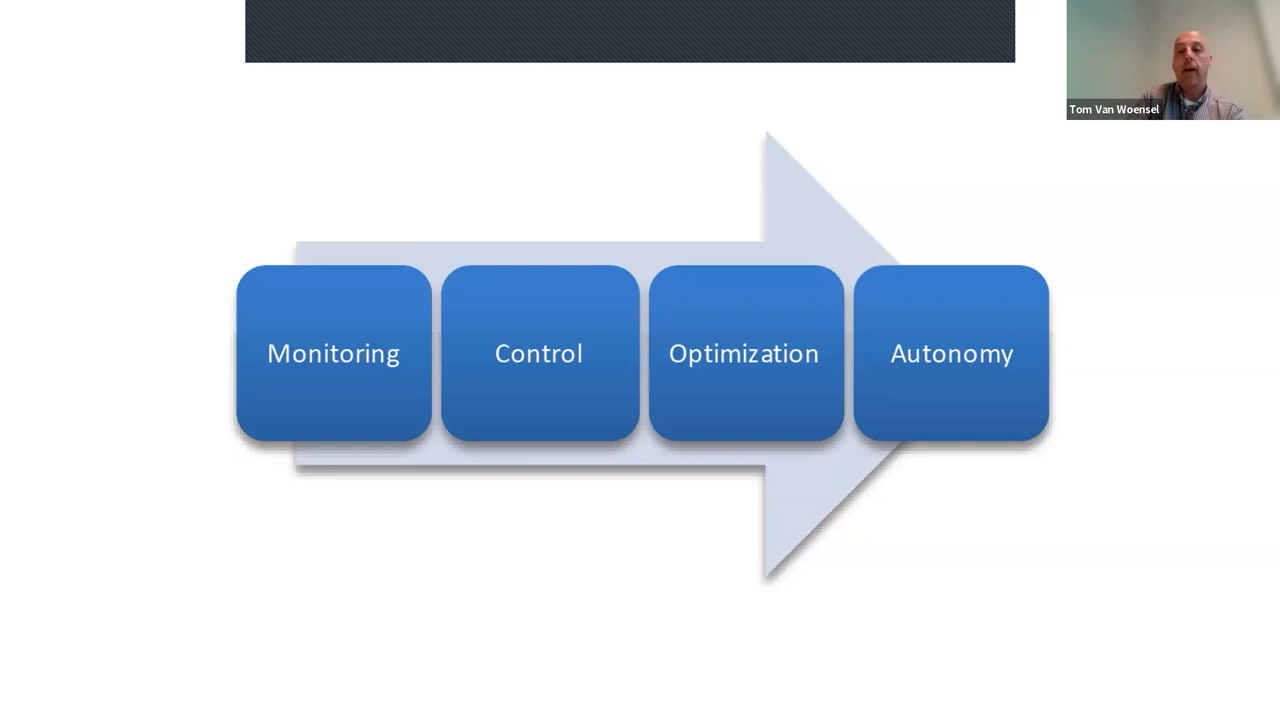 Tom Van Woensel
Monitoring
Control
Optimization
Autonomy